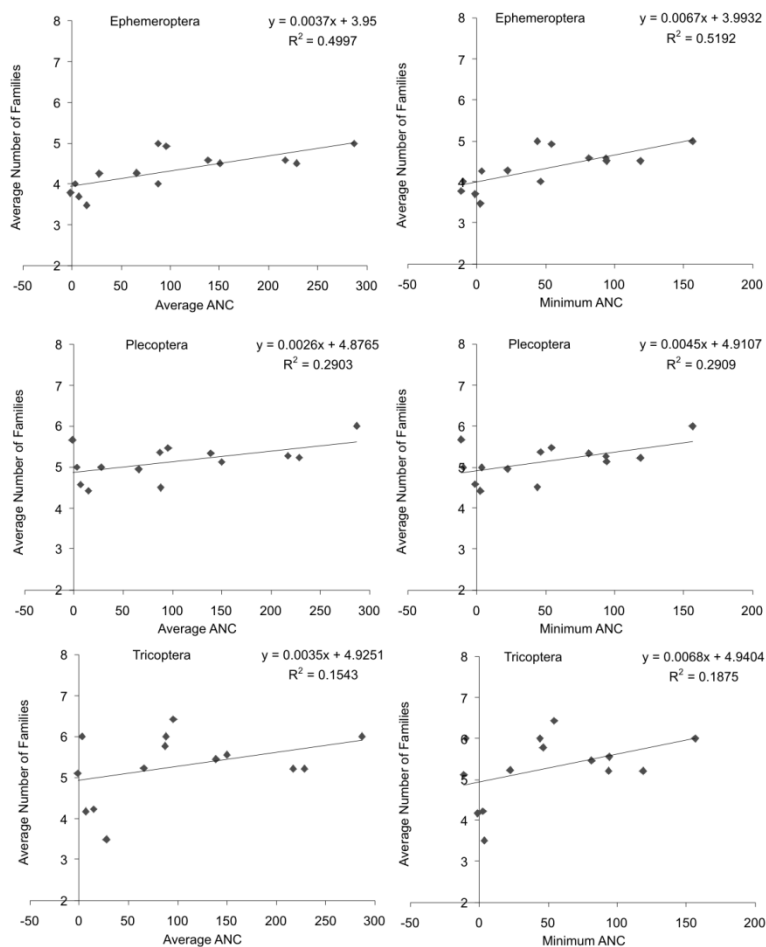 Ephemeroptera
y = 0.0037x + 3.95
R² = 0.4997
Average Number of Families
8
7
6
5
4
3
2
-50 0 50 100 150 200 250 300
Average ANC
Ephemeroptera
y = 0.0067x + 3.9932
R² = 0.5192
Average Number of Families
8
7
6
5
4
3
2
-50 0 50 100 150 200
Minimum ANC
Plecoptera
y = 0.0026x + 4.8765
R² = 0.2903
Average Number of Families
8
7
6
5
4
3
2
-50 0 50 100 150 200 250 300
Average ANC
Plecoptera
y = 0.0045x + 4.9107
R² = 0.2909
Average Number of Families
8
7
6
5
4
3
2
-50 0 50 100 150 200
Minimum ANC
Tricoptera
y = 0.0035x + 4.9251
R² = 0.1543
Average Number of Families
8
7
6
5
4
3
2
-50 0 50 100 150 200 250 300
Average ANC
Tricoptera
y = 0.0068x + 4.9404
R² = 0.1875
Average Number of Families
8
7
6
5
4
3
2
-50 0 50 100 150 200
Minimum ANC